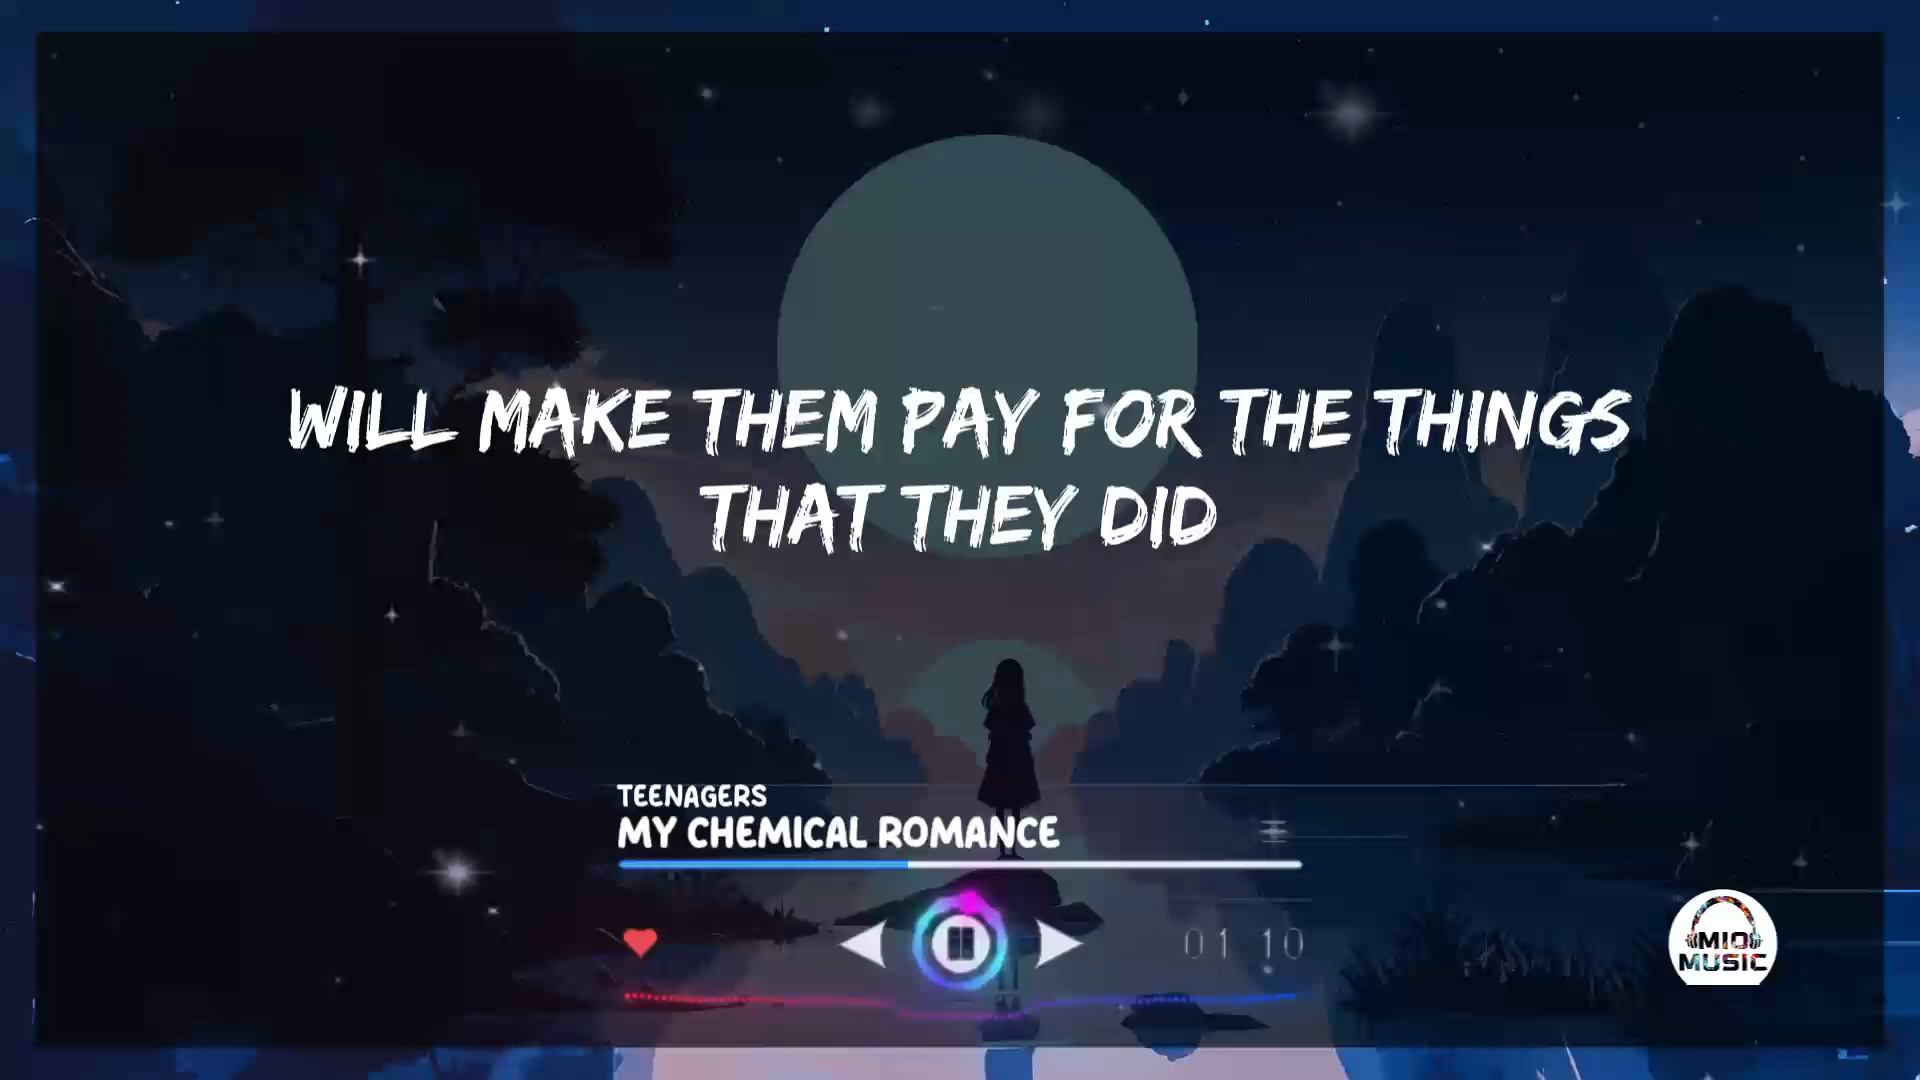 WILL MAKE THEM PAY FOR THE THINGS
THAT THEY DID
TEENAGERS
MY CHEMICAL ROMANCE
01 10
MIO
MUSIC